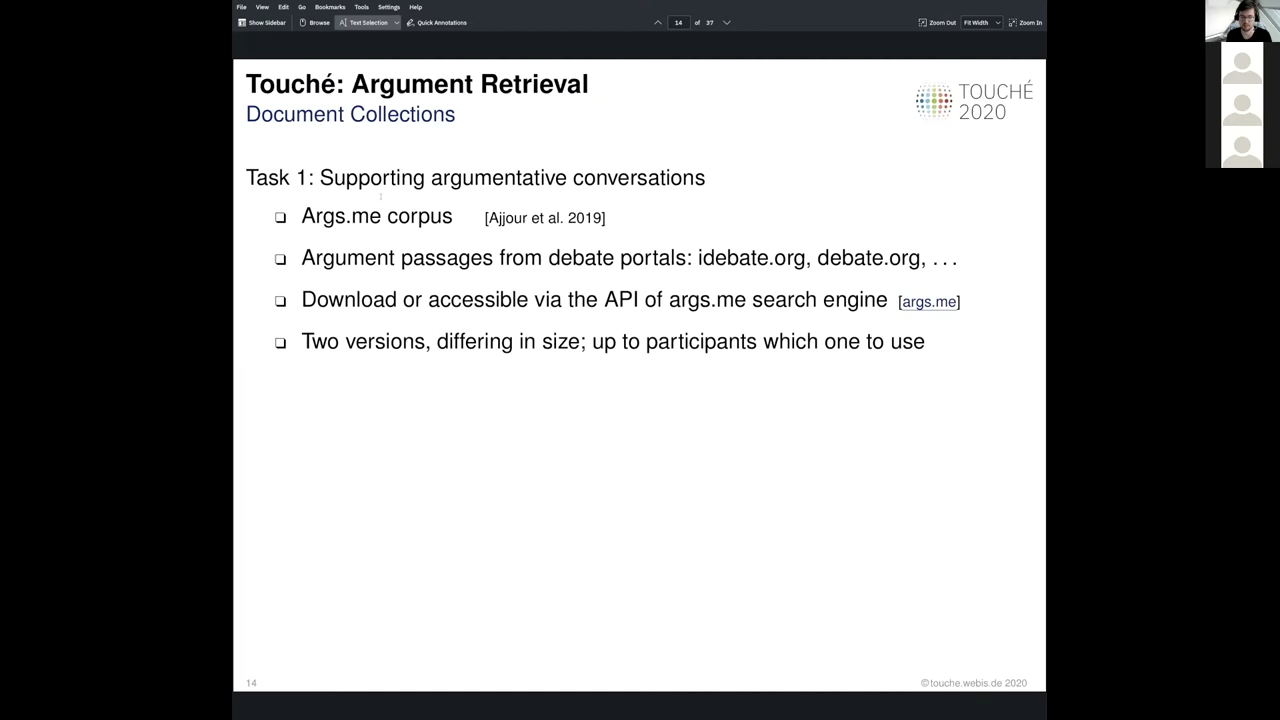 File View Edit Go Bookmarks Tools Settings Help
Show Sidebar Browse Text Selection Quick Annotations 14 of 37 Zoom Out Fit Width Zoom In
Touché: Argument Retrieval
Document Collections
TOUCHÉ
2020
Task 1: Supporting argumentative conversations
❑ Args.me corpus [Ajjour et al. 2019]
❑ Argument passages from debate portals: idebate.org, debate.org, . . .
❑ Download or accessible via the API of args.me search engine [args.me]
❑ Two versions, differing in size; up to participants which one to use
14
©touche.webis.de 2020